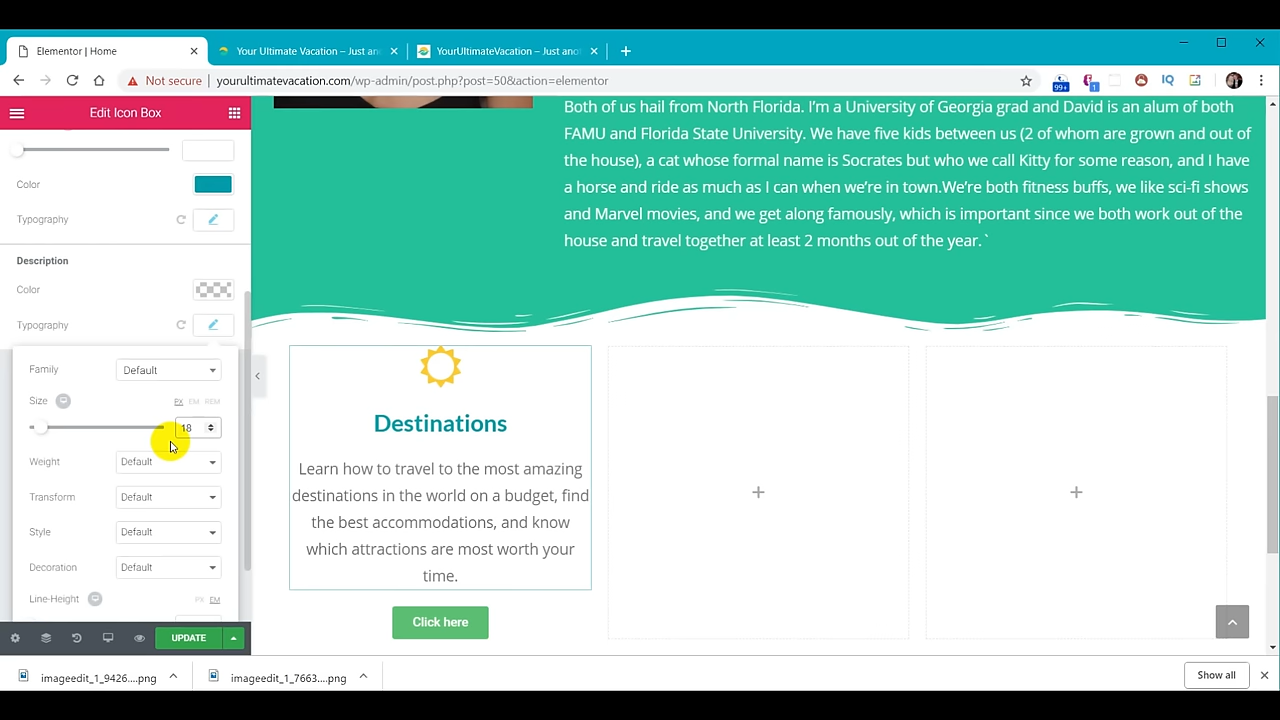 Elementor | Home
Your Ultimate Vacation – Just an
YourUltimateVacation – Just ano
Not secure
yourultimatevacation.com/wp-admin/post.php?post=50&action=elementor
99+
1
IQ
Edit Icon Box
Color
Typography
Description
Color
Typography
Family
Default
Size
PX EM REM
18
Weight
Default
Transform
Default
Style
Default
Decoration
Default
Line-Height
PX EM
UPDATE
Both of us hail from North Florida. I'm a University of Georgia grad and David is an alum of both
FAMU and Florida State University. We have five kids between us (2 of whom are grown and out of
the house), a cat whose formal name is Socrates but who we call Kitty for some reason, and I have
a horse and ride as much as I can when we're in town.We're both fitness buffs, we like sci-fi shows
and Marvel movies, and we get along famously, which is important since we both work out of the
house and travel together at least 2 months out of the year.`
Destinations
Learn how to travel to the most amazing
destinations in the world on a budget, find
the best accommodations, and know
which attractions are most worth your
time.
Click here
imageedit_1_9426....png
imageedit_1_7663....png
Show all